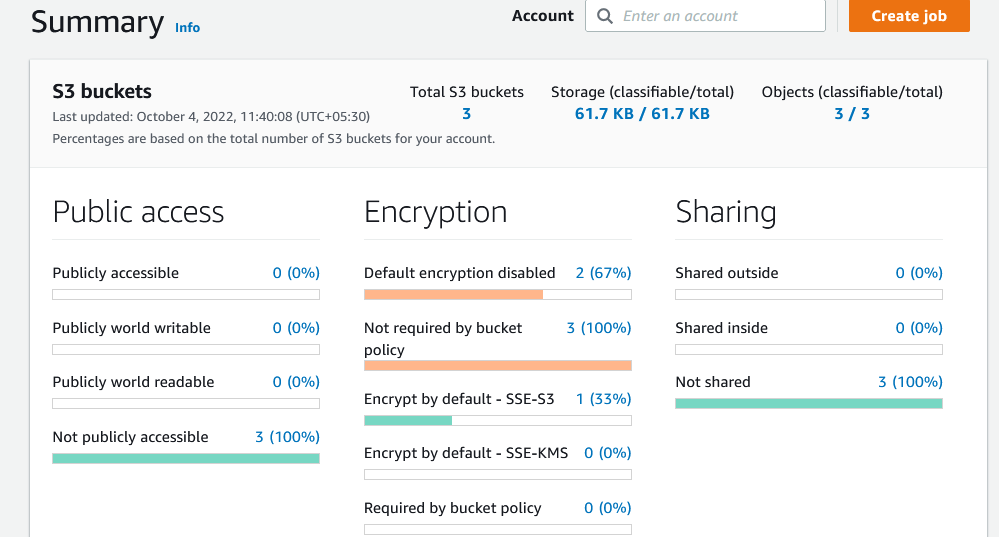 Summary Info
Account Enter an account Create job
S3 buckets
Last updated: October 4, 2022, 11:40:08 (UTC+05:30)
Percentages are based on the total number of S3 buckets for your account.
Total S3 buckets
3
Storage (classifiable/total)
61.7 KB / 61.7 KB
Objects (classifiable/total)
3 / 3
Public access
Publicly accessible 0 (0%)
Publicly world writable 0 (0%)
Publicly world readable 0 (0%)
Not publicly accessible 3 (100%)
Encryption
Default encryption disabled 2 (67%)
Not required by bucket 3 (100%)
policy
Encrypt by default - SSE-S3 1 (33%)
Encrypt by default - SSE-KMS 0 (0%)
Required by bucket policy 0 (0%)
Sharing
Shared outside 0 (0%)
Shared inside 0 (0%)
Not shared 3 (100%)